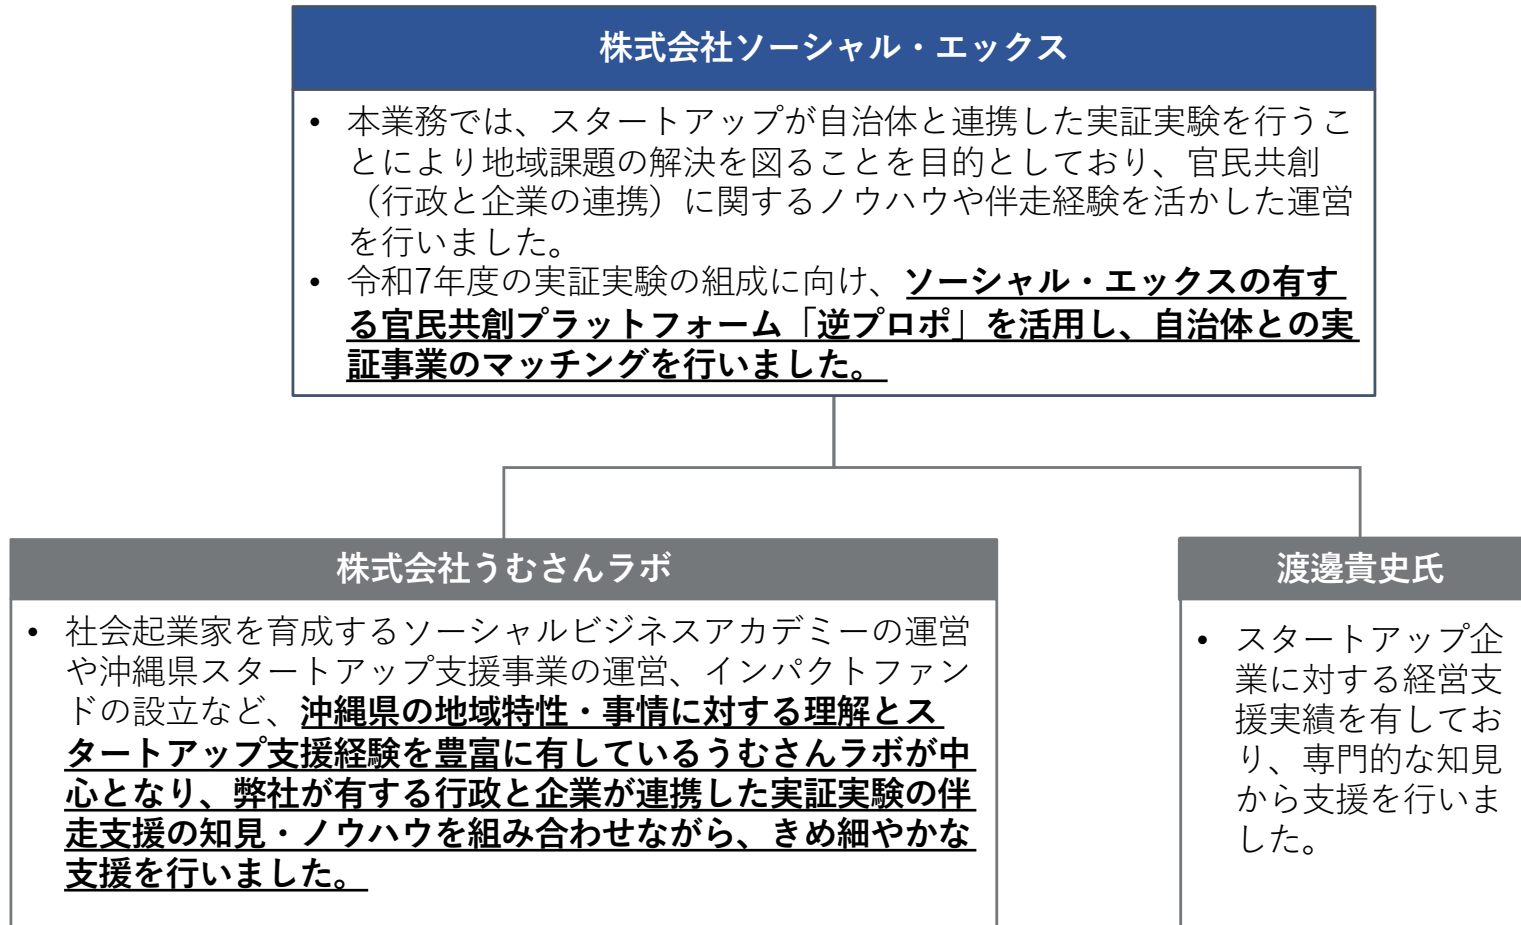 株式会社ソーシャル・エックス
• 本業務では、スタートアップが自治体と連携した実証実験を行うこ
とにより地域課題の解決を図ることを目的としており、官民共創
（行政と企業の連携）に関するノウハウや伴走経験を活かした運営
を行いました。
• 令和7年度の実証実験の組成に向け、ソーシャル・エックスの有す
る官民共創プラットフォーム「逆プロポ」を活用し、自治体との実
証事業のマッチングを行いました。
株式会社うむさんラボ
• 社会起業家を育成するソーシャルビジネスアカデミーの運営
や沖縄県スタートアップ支援事業の運営、インパクトファン
ドの設立など、沖縄県の地域特性・事情に対する理解とス
タートアップ支援経験を豊富に有しているうむさんラボが中
心となり、弊社が有する行政と企業が連携した実証実験の伴
走支援の知見・ノウハウを組み合わせながら、きめ細やかな
支援を行いました。
渡邊貴史氏
• スタートアップ企
業に対する経営支
援実績を有してお
り、専門的な知見
から支援を行いま
した。